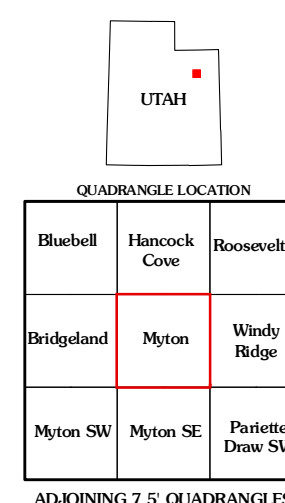 UTAH
QUADRANGLE LOCATION
Bluebell
Hancock
Cove
Roosevelt
Bridgeland
Myton
Windy
Ridge
Myton SW
Myton SE
Pariette
Draw SW
ADJOINING 7.5' QUADRANGLES